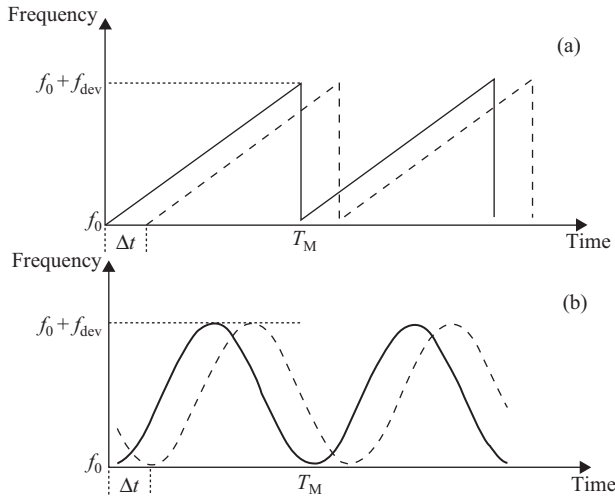 Frequency
(a)
f0 + fdev
f0
Δt
TM
Time
Frequency
(b)
f0 + fdev
f0
Δt
TM
Time